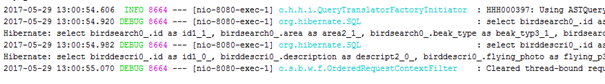 2017-05-29 13:00:54.606 INFO 8664 --- [nio-8080-exec-1] o.h.h.i.QueryTranslatorFactoryInitiator : HHH000397: Using ASTQuery
2017-05-29 13:00:54.920 DEBUG 8664 --- [nio-8080-exec-1] org.hibernate.SQL : select birdsearch0_.id as
Hibernate: select birdsearch0_.id as id1_1_, birdsearch0_.area as area2_1_, birdsearch0_.beak_type as beak_typ3_1_, birdsearch0_
2017-05-29 13:00:54.982 DEBUG 8664 --- [nio-8080-exec-1] org.hibernate.SQL : select birddescri0_.id as
Hibernate: select birddescri0_.id as id1_0_, birddescri0_.description as descript2_0_, birddescri0_.flying_photo as flying_p
2017-05-29 13:00:55.070 DEBUG 8664 --- [nio-8080-exec-1] o.s.b.w.f.OrderedRequestContextFilter : Cleared thread-bound req